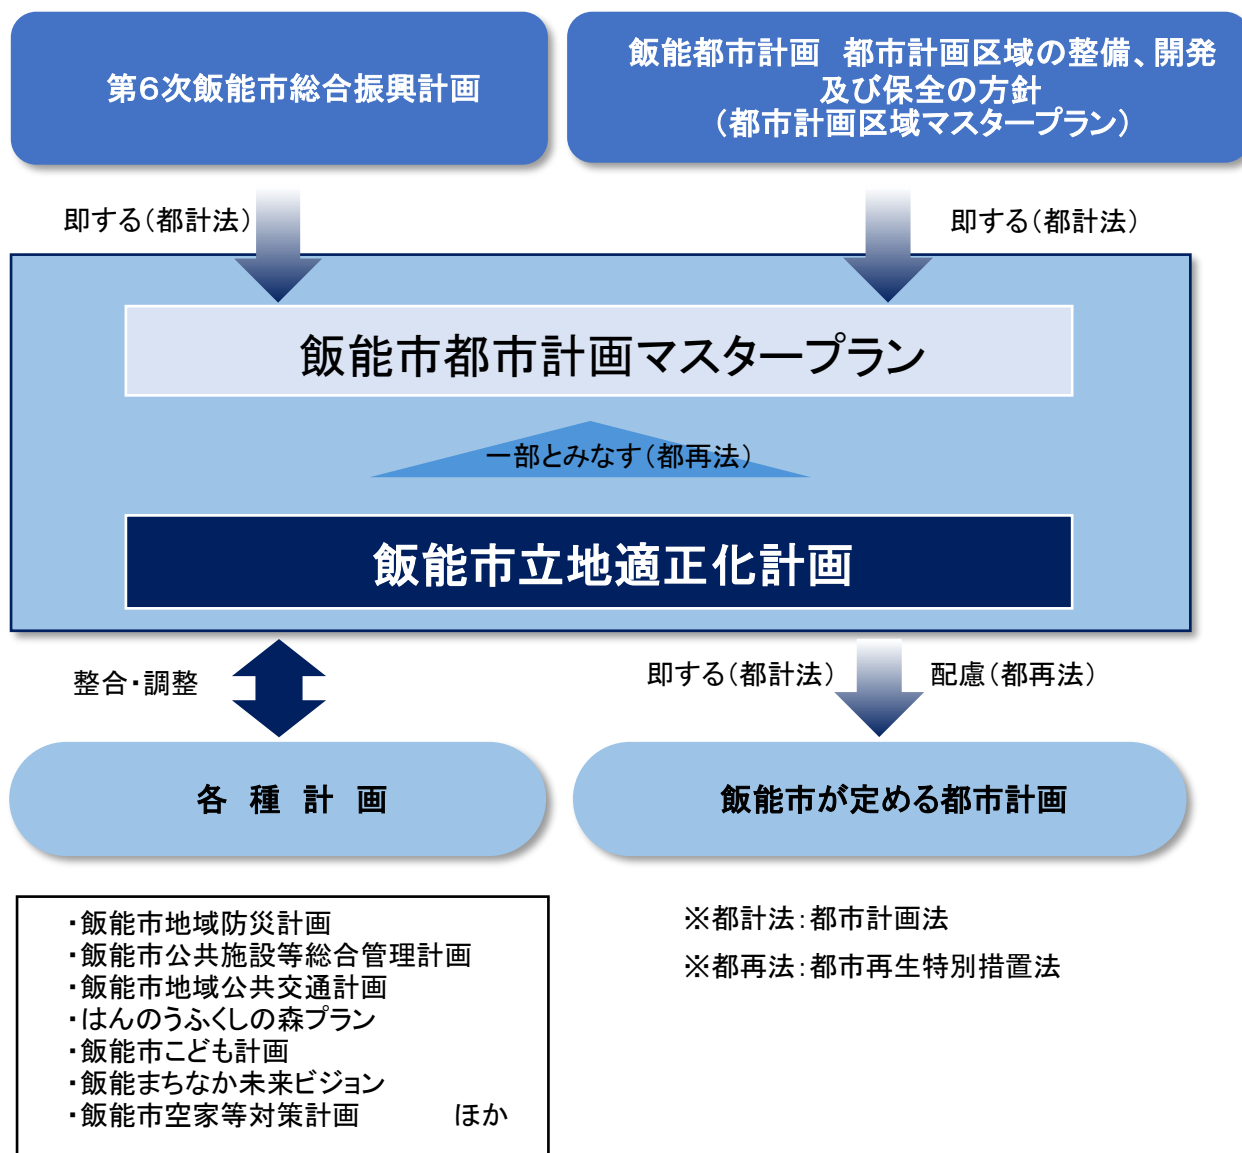 第６次飯能市総合振興計画
飯能都市計画　都市計画区域の整備、開発
及び保全の方針
（都市計画区域マスタープラン）
即する（都計法）
即する（都計法）
飯能市都市計画マスタープラン
一部とみなす（都再法）
飯能市立地適正化計画
整合・調整
即する（都計法）
配慮（都再法）
各　種　計　画
飯能市が定める都市計画
・飯能市地域防災計画
・飯能市公共施設等総合管理計画
・飯能市地域公共交通計画
・はんのうふくしの森プラン
・飯能市こども計画
・飯能まちなか未来ビジョン
・飯能市空家等対策計画　　　ほか
※都計法：都市計画法
※都再法：都市再生特別措置法